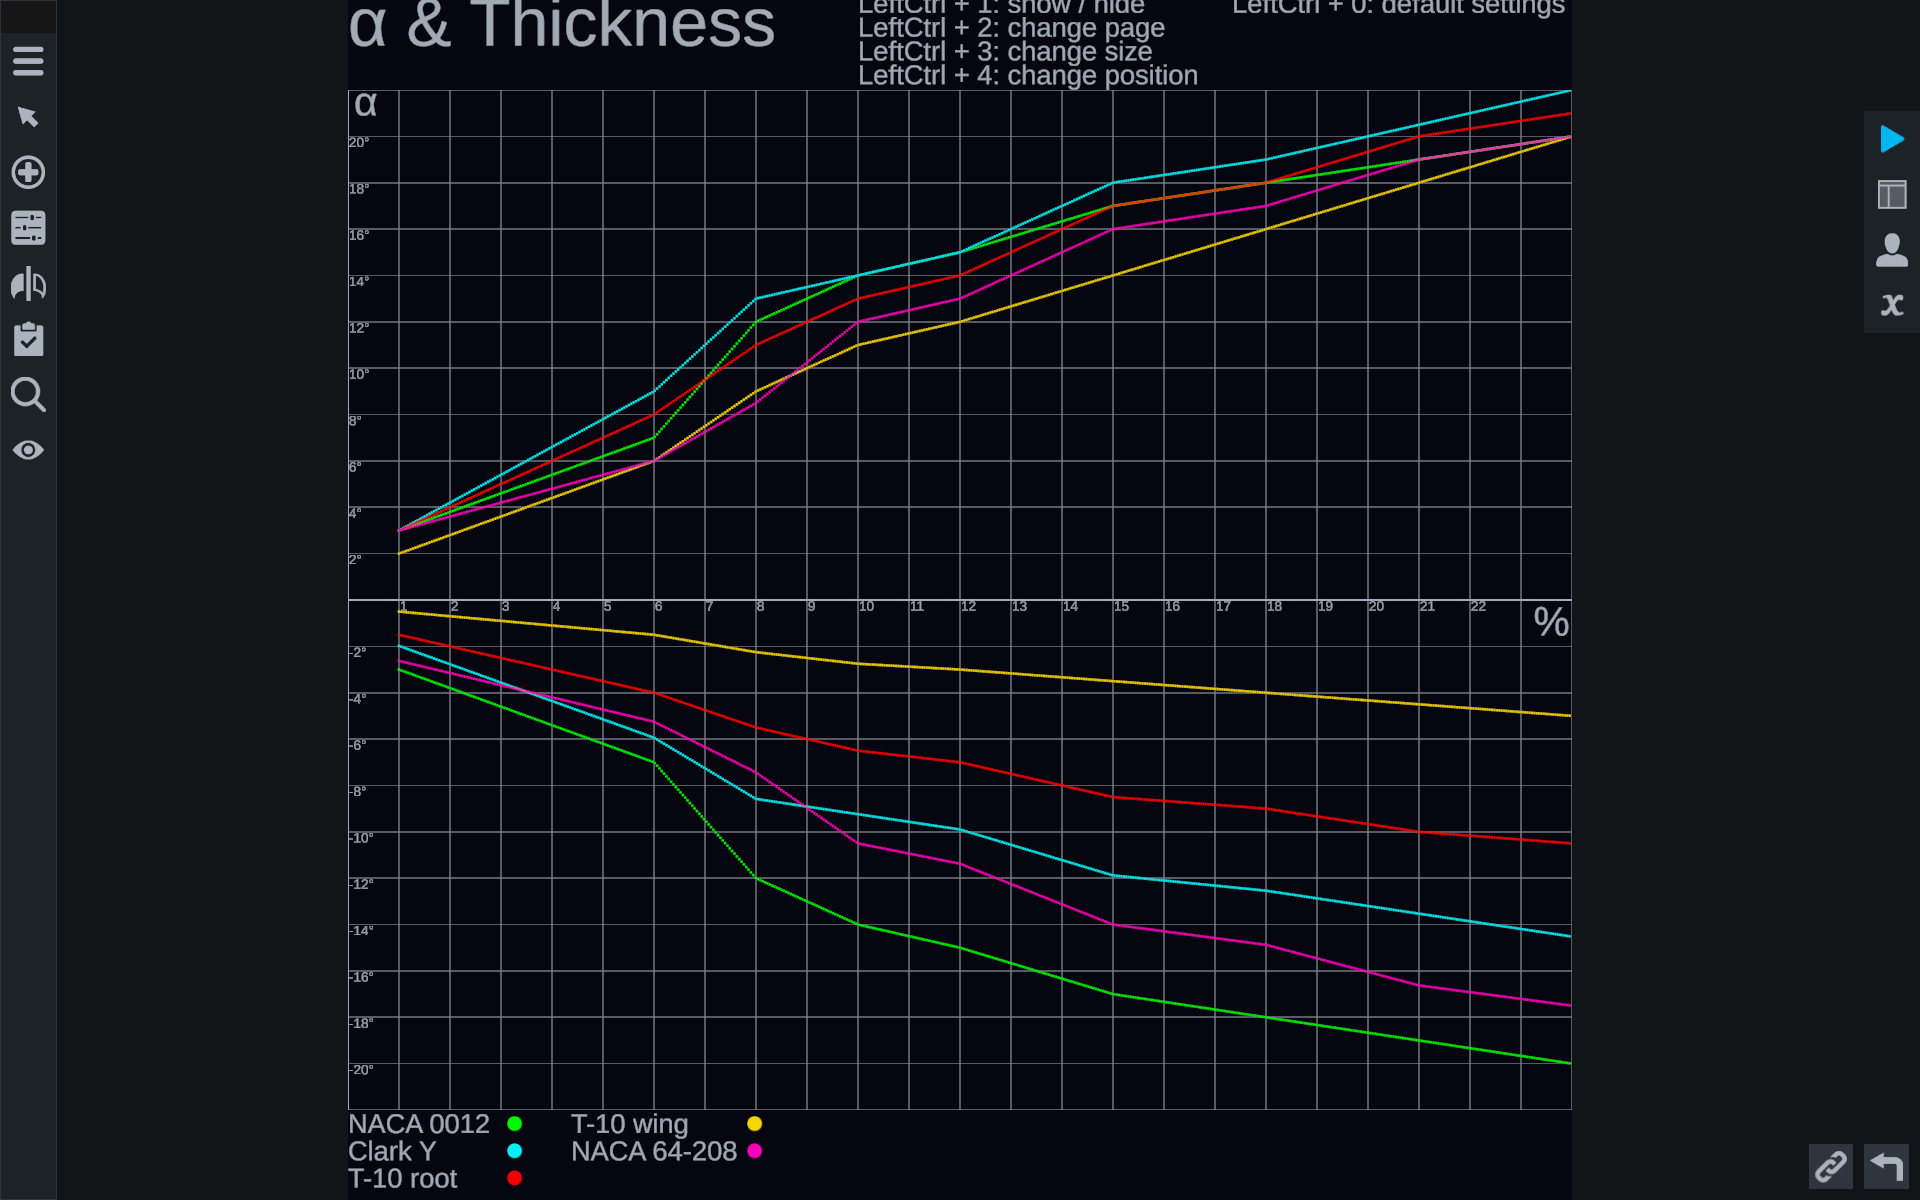 α & Thickness
LeftCtrl + 1: show / hide
LeftCtrl + 0: default settings
LeftCtrl + 2: change page
LeftCtrl + 3: change size
LeftCtrl + 4: change position
α
20°
18°
16°
14°
12°
10°
8°
6°
4°
2°
1 2 3 4 5 6 7 8 9 10 11 12 13 14 15 16 17 18 19 20 21 22
%
-2°
-4°
-6°
-8°
-10°
-12°
-14°
-16°
-18°
-20°
NACA 0012
T-10 wing
Clark Y
NACA 64-208
T-10 root
x